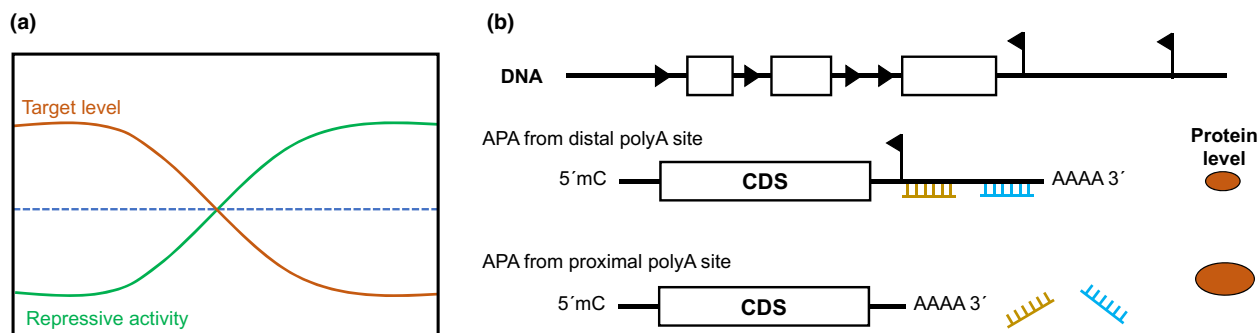 (a)
Target level
Repressive activity
(b)
DNA
APA from distal polyA site
5´mC
CDS
AAAA 3´
Protein
level
APA from proximal polyA site
5´mC
CDS
AAAA 3´